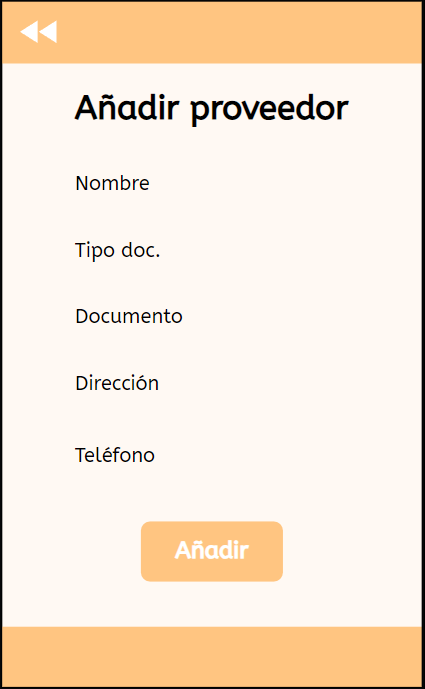 Añadir proveedor
Nombre
Tipo doc.
Documento
Dirección
Teléfono
Añadir